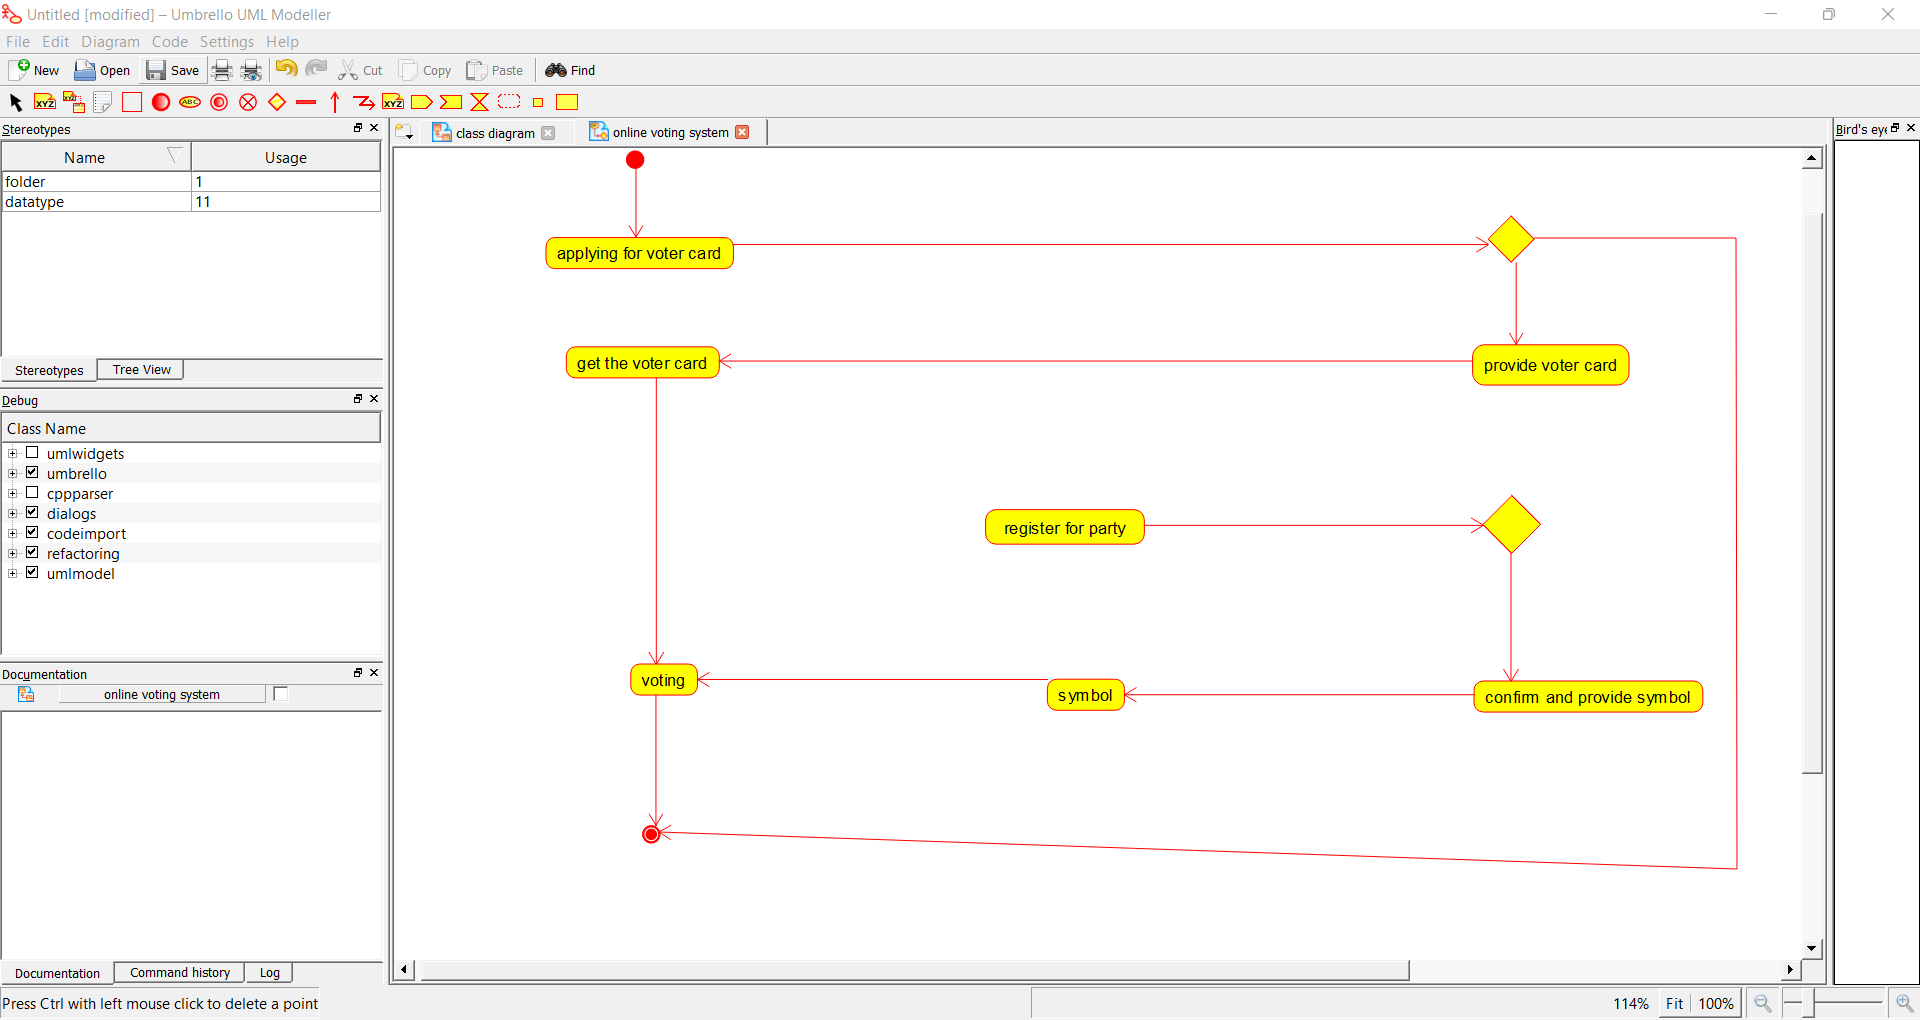 Untitled [modified] – Umbrello UML Modeller
File Edit Diagram Code Settings Help
New Open Save Cut Copy Paste Find
XYZ XYZ ABC XYZ
Stereotypes
Name Usage
folder 1
datatype 11
Stereotypes Tree View
Debug
Class Name
umlwidgets
umbrello
cppparser
dialogs
codeimport
refactoring
umlmodel
Documentation
online voting system
Documentation Command history Log
class diagram online voting system
applying for voter card
get the voter card
provide voter card
register for party
voting
symbol
confirm and provide symbol
Bird's eye
Press Ctrl with left mouse click to delete a point
114% Fit 100%